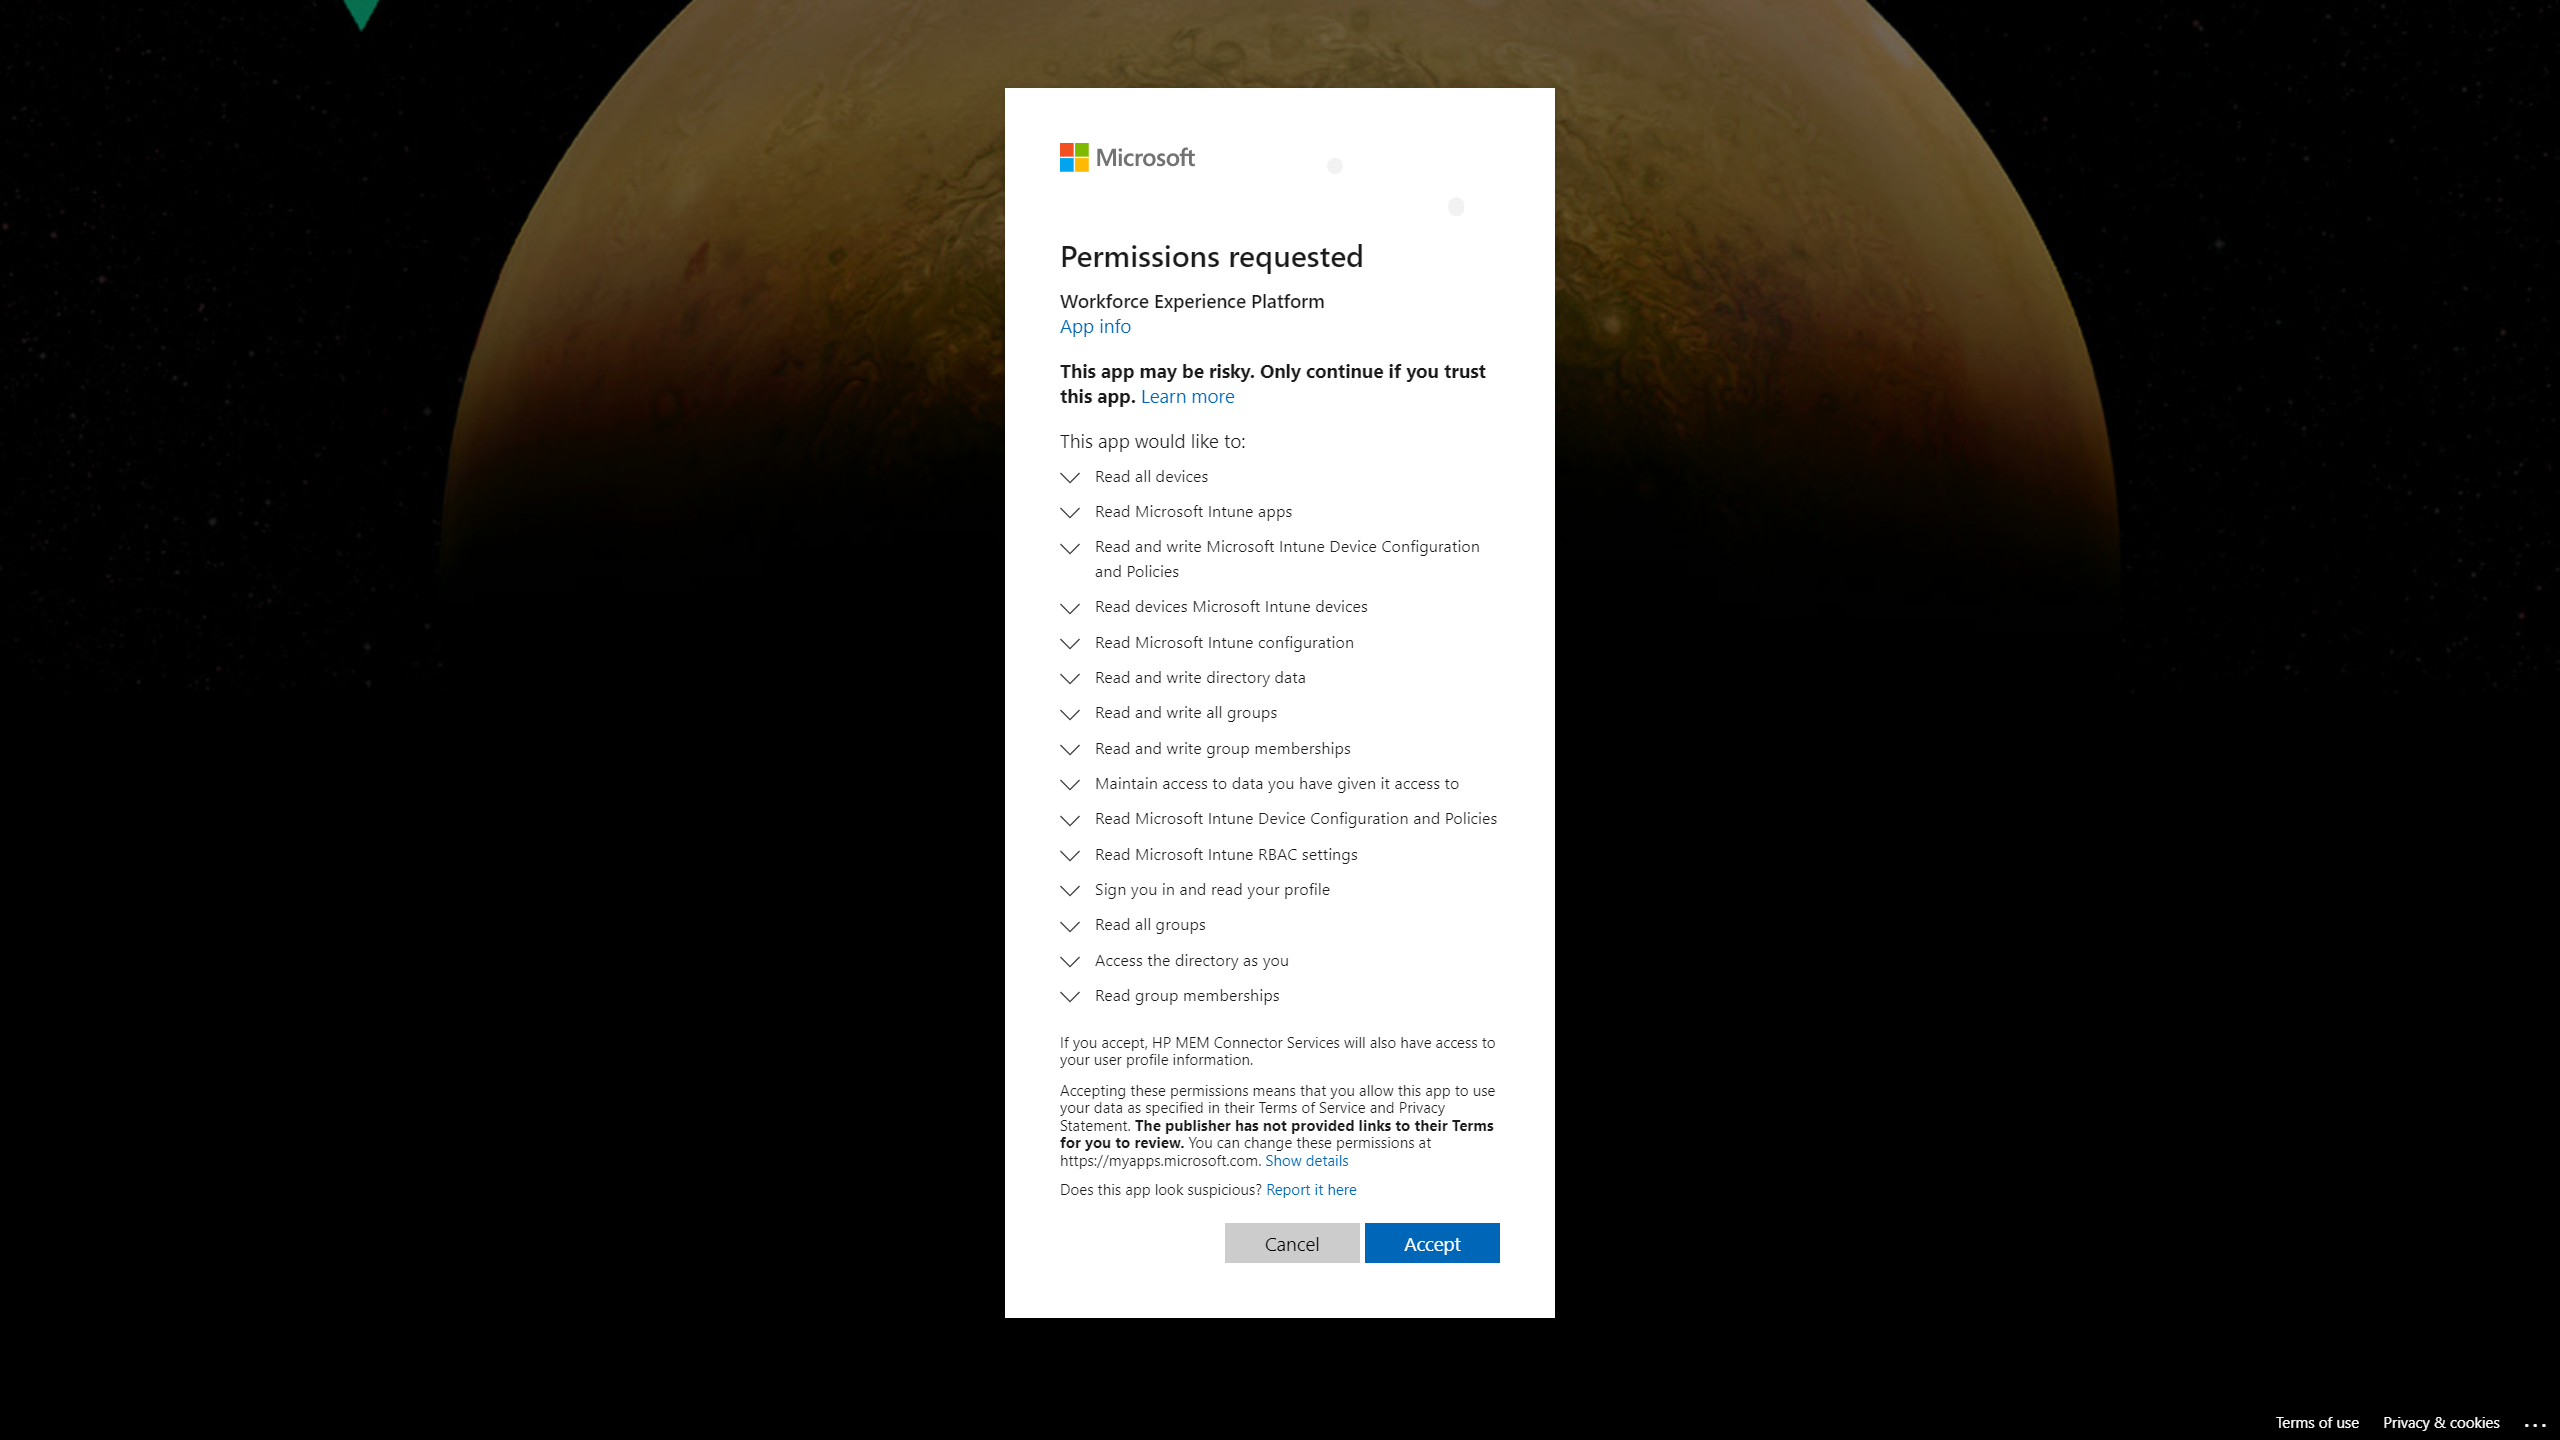 Microsoft
Permissions requested
Workforce Experience Platform
App info
This app may be risky. Only continue if you trust
this app. Learn more
This app would like to:
Read all devices
Read Microsoft Intune apps
Read and write Microsoft Intune Device Configuration
and Policies
Read devices Microsoft Intune devices
Read Microsoft Intune configuration
Read and write directory data
Read and write all groups
Read and write group memberships
Maintain access to data you have given it access to
Read Microsoft Intune Device Configuration and Policies
Read Microsoft Intune RBAC settings
Sign you in and read your profile
Read all groups
Access the directory as you
Read group memberships
If you accept, HP MEM Connector Services will also have access to
your user profile information.
Accepting these permissions means that you allow this app to use
your data as specified in their Terms of Service and Privacy
Statement. The publisher has not provided links to their Terms
for you to review. You can change these permissions at
https://myapps.microsoft.com. Show details
Does this app look suspicious? Report it here
Cancel Accept
Terms of use Privacy & cookies ...